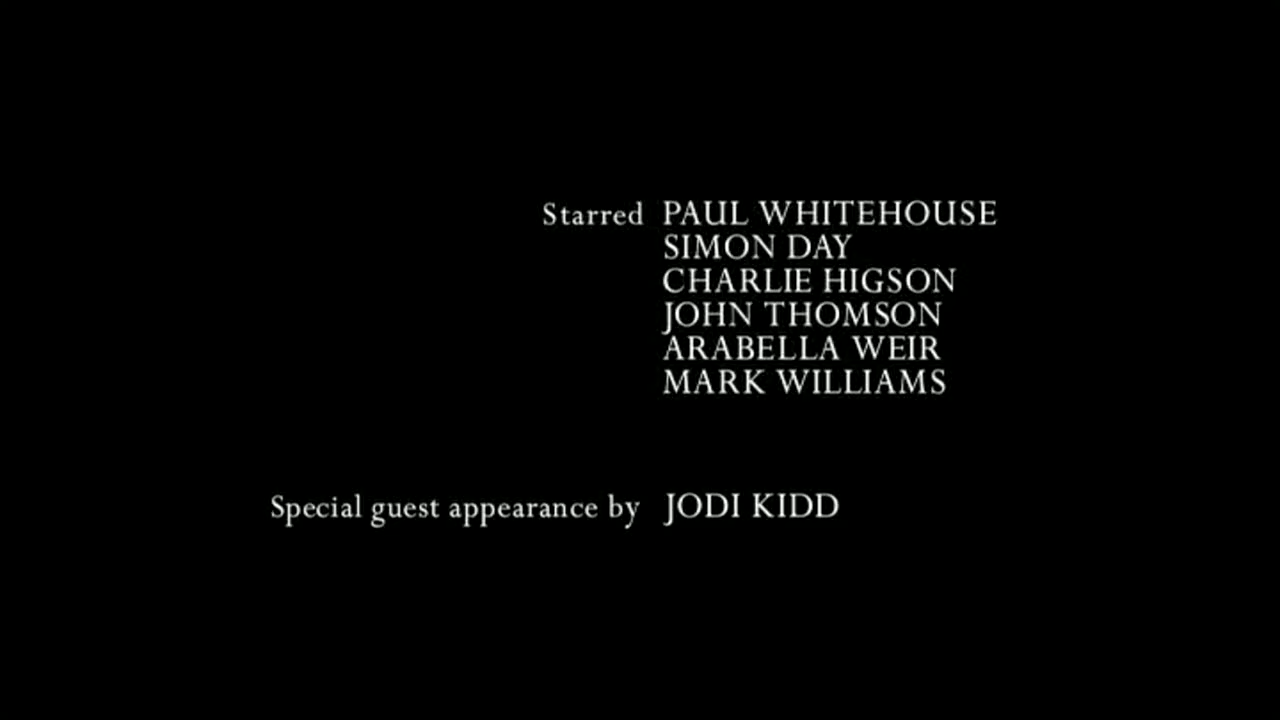 Starred PAUL WHITEHOUSE
SIMON DAY
CHARLIE HIGSON
JOHN THOMSON
ARABELLA WEIR
MARK WILLIAMS
Special guest appearance by JODI KIDD